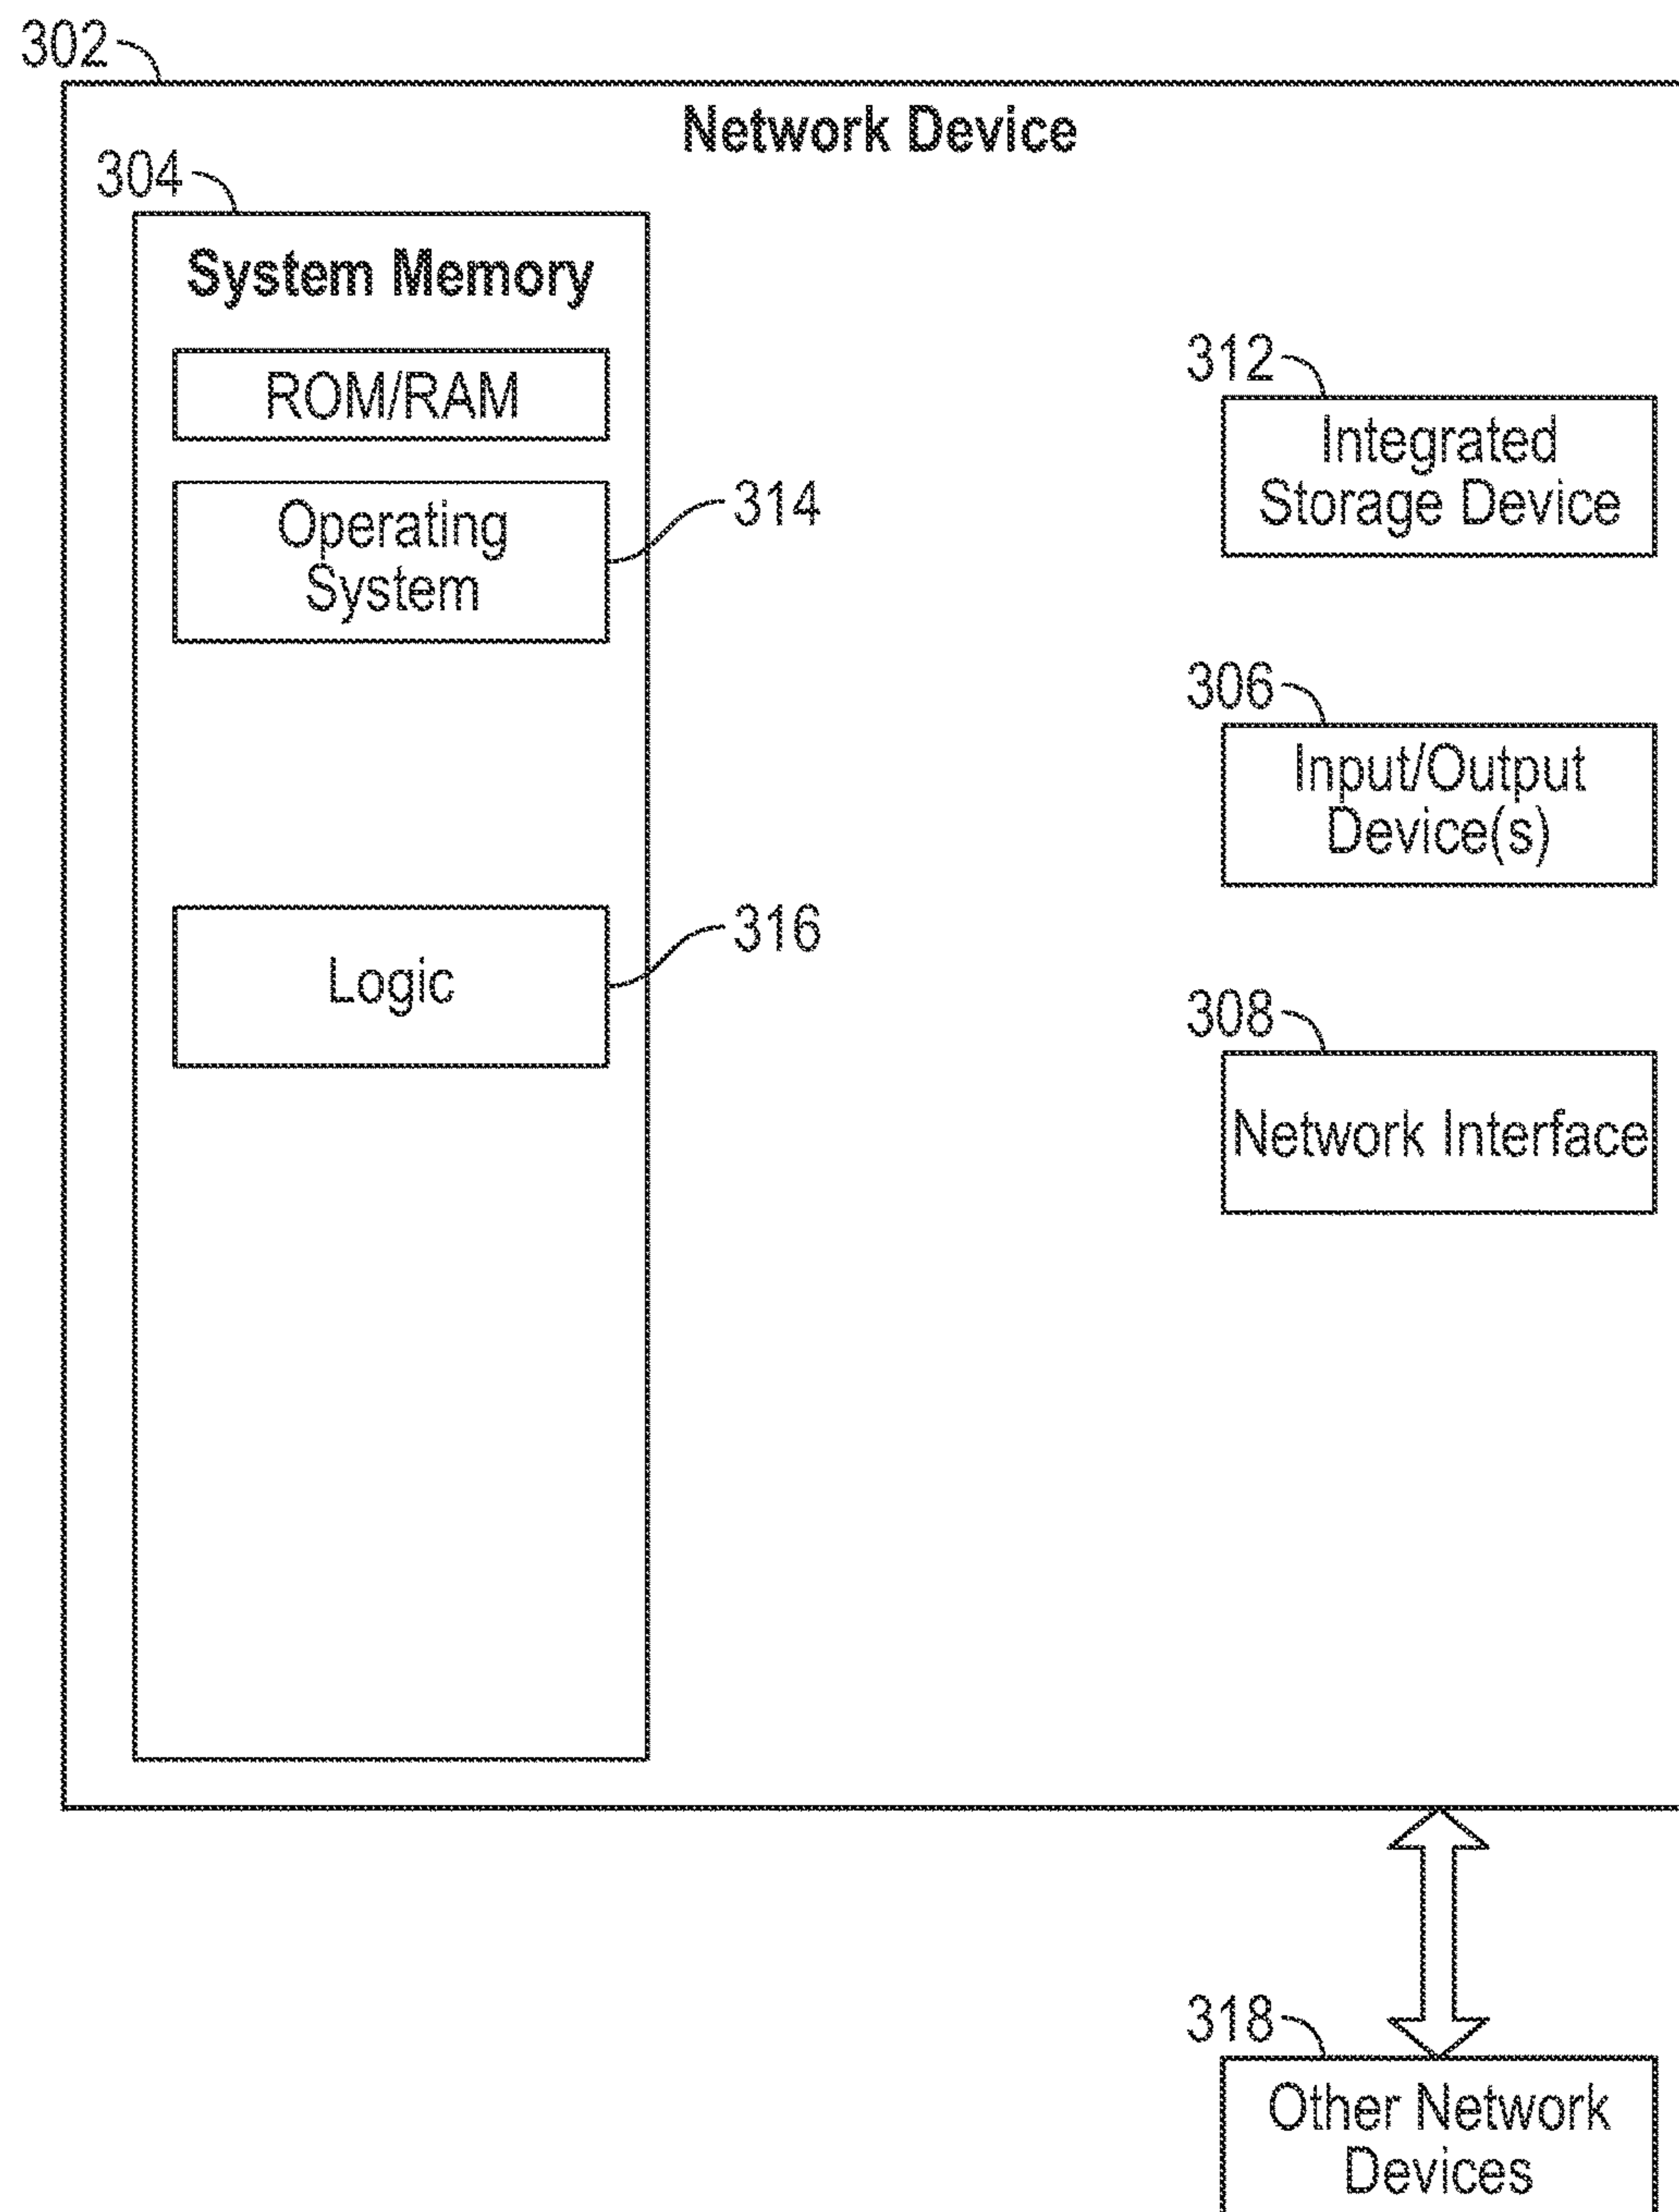 302
Network Device
304
System Memory
ROM/RAM
Operating
System
314
Logic
316
312
Integrated
Storage Device
306
Input/Output
Device(s)
308
Network Interface
318
Other Network
Devices